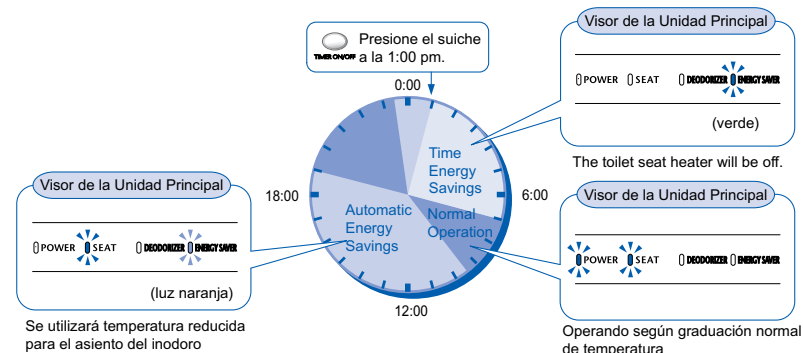 Presione el suiche
TIMER ON/OFF a la 1:00 pm.
0:00
Visor de la Unidad Principal
POWER SEAT DEODORIZER ENERGY SAVER
(verde)
The toilet seat heater will be off.
Time
Energy
Savings
6:00
Visor de la Unidad Principal
18:00
Automatic
Energy
Savings
Normal
Operation
Visor de la Unidad Principal
POWER SEAT DEODORIZER ENERGY SAVER
(luz naranja)
POWER SEAT DEODORIZER ENERGY SAVER
12:00
Se utilizará temperatura reducida
para el asiento del inodoro
Operando según graduación normal
de temperatura